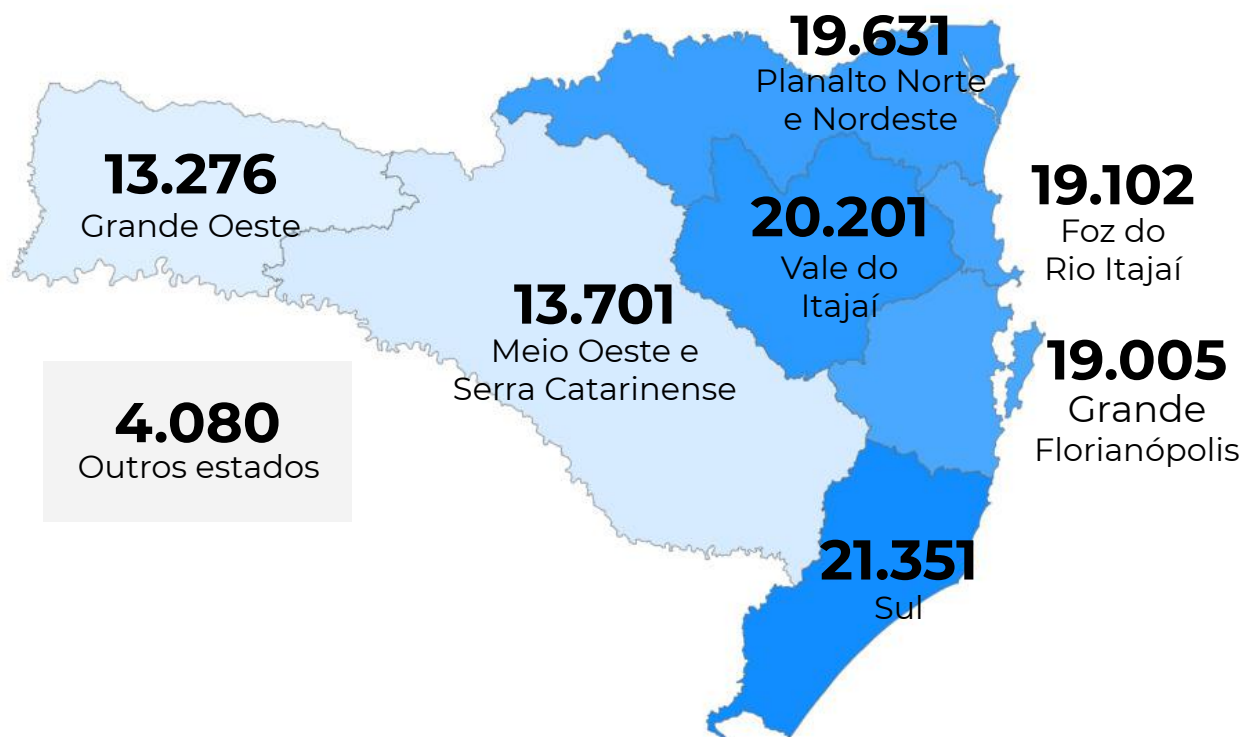 19.631
Planalto Norte
e Nordeste
13.276
Grande Oeste
20.201
Vale do
Itajaí
19.102
Foz do
Rio Itajaí
13.701
Meio Oeste e
Serra Catarinense
19.005
Grande
Florianópolis
4.080
Outros estados
21.351
Sul